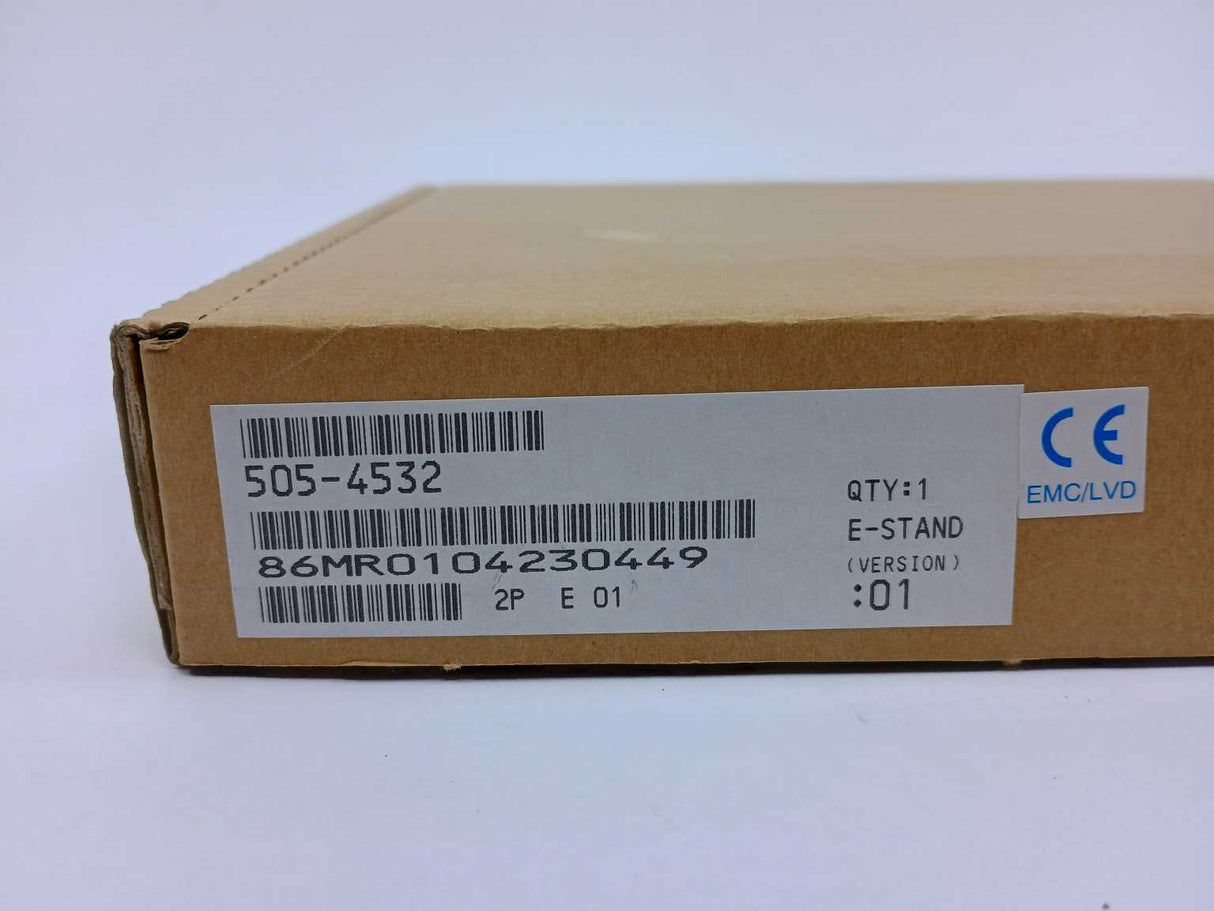 505-4532
86MR0104230449
2P E 01
QTY:1
E-STAND
(VERSION)
:01
CE
EMC/LVD